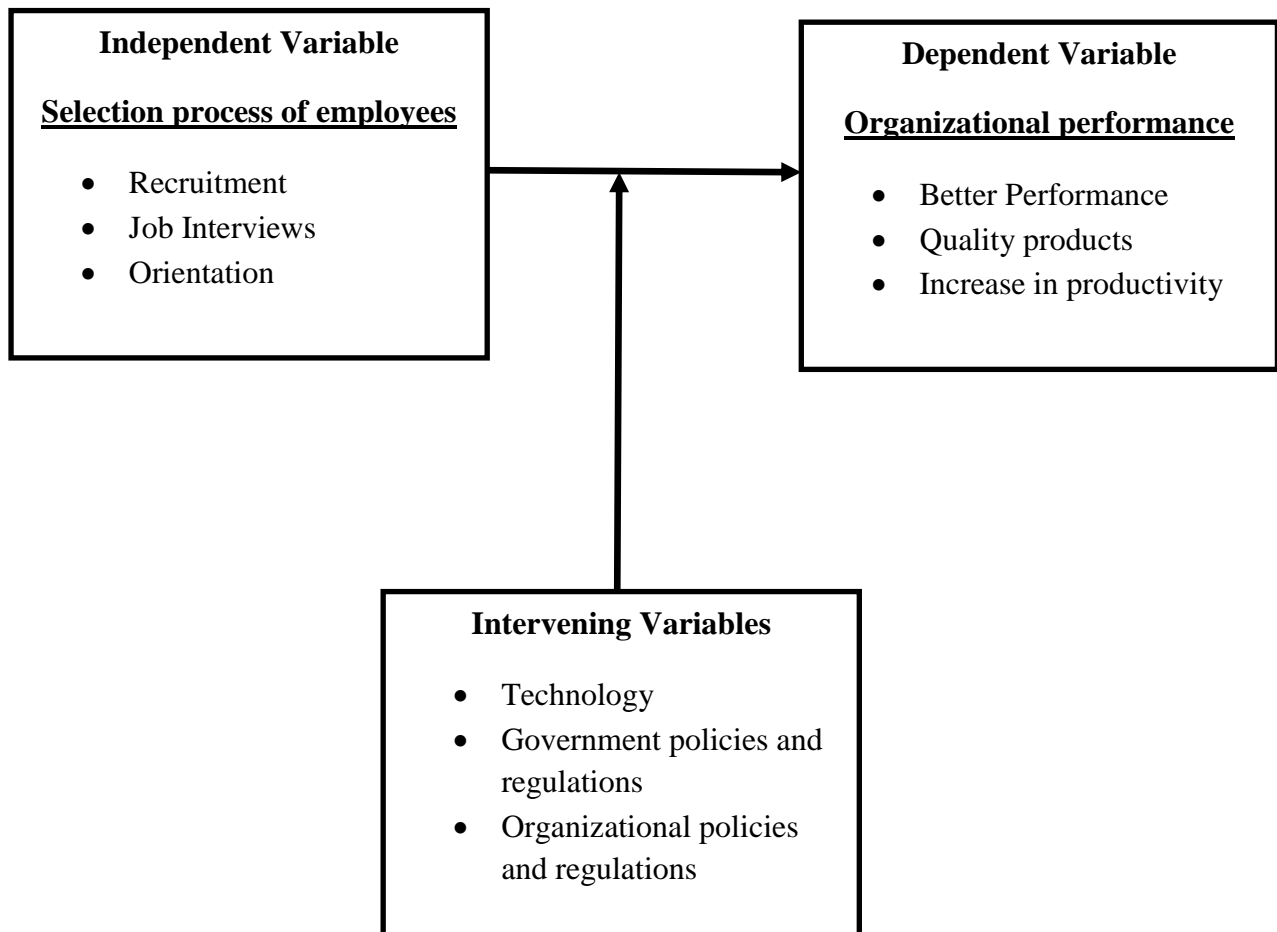 Independent Variable
Selection process of employees
• Recruitment
• Job Interviews
• Orientation
Dependent Variable
Organizational performance
• Better Performance
• Quality products
• Increase in productivity
Intervening Variables
• Technology
• Government policies and
regulations
• Organizational policies
and regulations